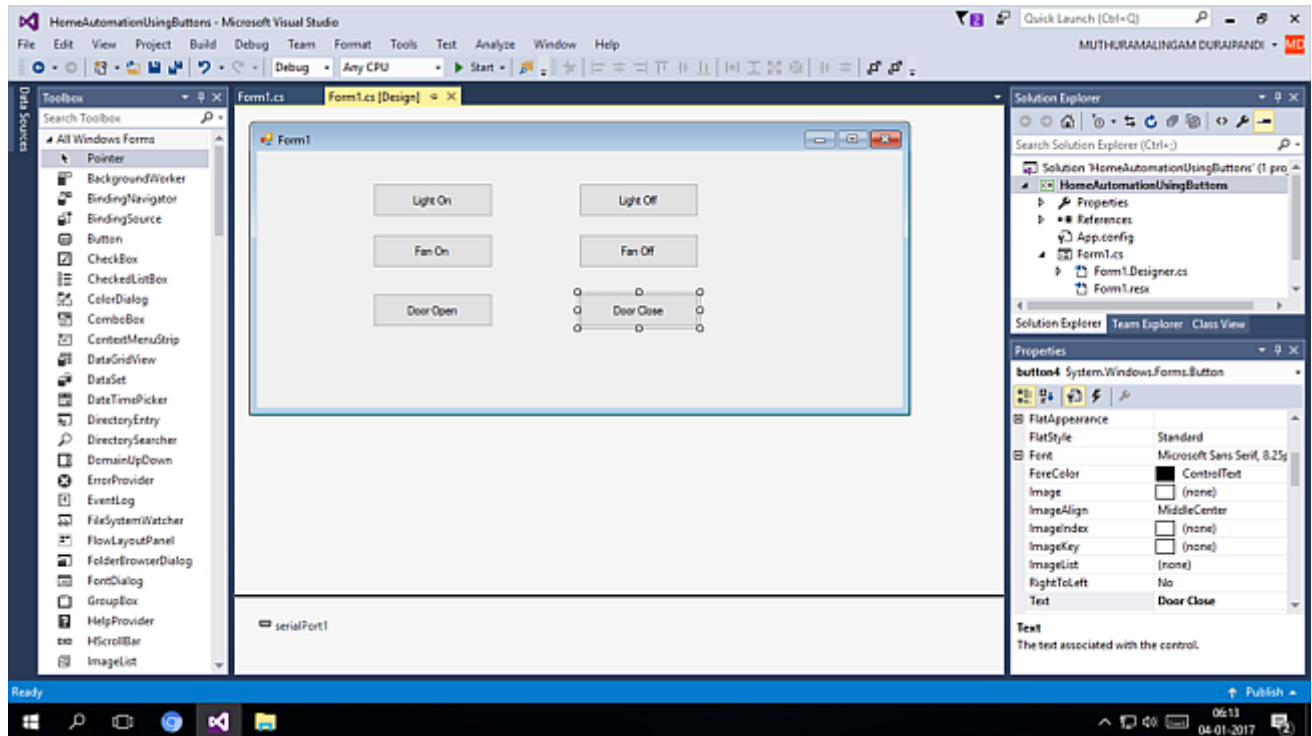 HomeAutomationUsingButtons - Microsoft Visual Studio
2
Quick Launch (Ctrl+Q)
File Edit View Project Build Debug Team Format Tools Test Analyze Window Help
MUTHURAMALINGAM DURAIPANDI
MD
Debug
Any CPU
Start
Data Sources
Toolbox
Search Toolbox
All Windows Forms
Pointer
BackgroundWorker
BindingNavigator
BindingSource
Button
CheckBox
CheckedListBox
ColorDialog
ComboBox
ContextMenuStrip
DataGridView
DataSet
DateTimePicker
DirectoryEntry
DirectorySearcher
DomainUpDown
ErrorProvider
EventLog
FileSystemWatcher
FlowLayoutPanel
FolderBrowserDialog
FontDialog
GroupBox
HelpProvider
HScrollBar
ImageList
Form1.cs
Form1.cs [Design]
Form1
Light On
Light Off
Fan On
Fan Off
Door Open
Door Close
serialPort1
Solution Explorer
Search Solution Explorer (Ctrl+;)
Solution 'HomeAutomationUsingButtons' (1 pro
HomeAutomationUsingButtons
Properties
References
App.config
Form1.cs
Form1.Designer.cs
Form1.resx
Solution Explorer Team Explorer Class View
Properties
button4 System.Windows.Forms.Button
FlatAppearance
FlatStyle Standard
Font Microsoft Sans Serif, 8.25
ForeColor ControlText
Image (none)
ImageAlign MiddleCenter
ImageIndex (none)
ImageKey (none)
ImageList (none)
RightToLeft No
Text Door Close
Text
The text associated with the control.
Ready
Publish
06:13
04-01-2017
2